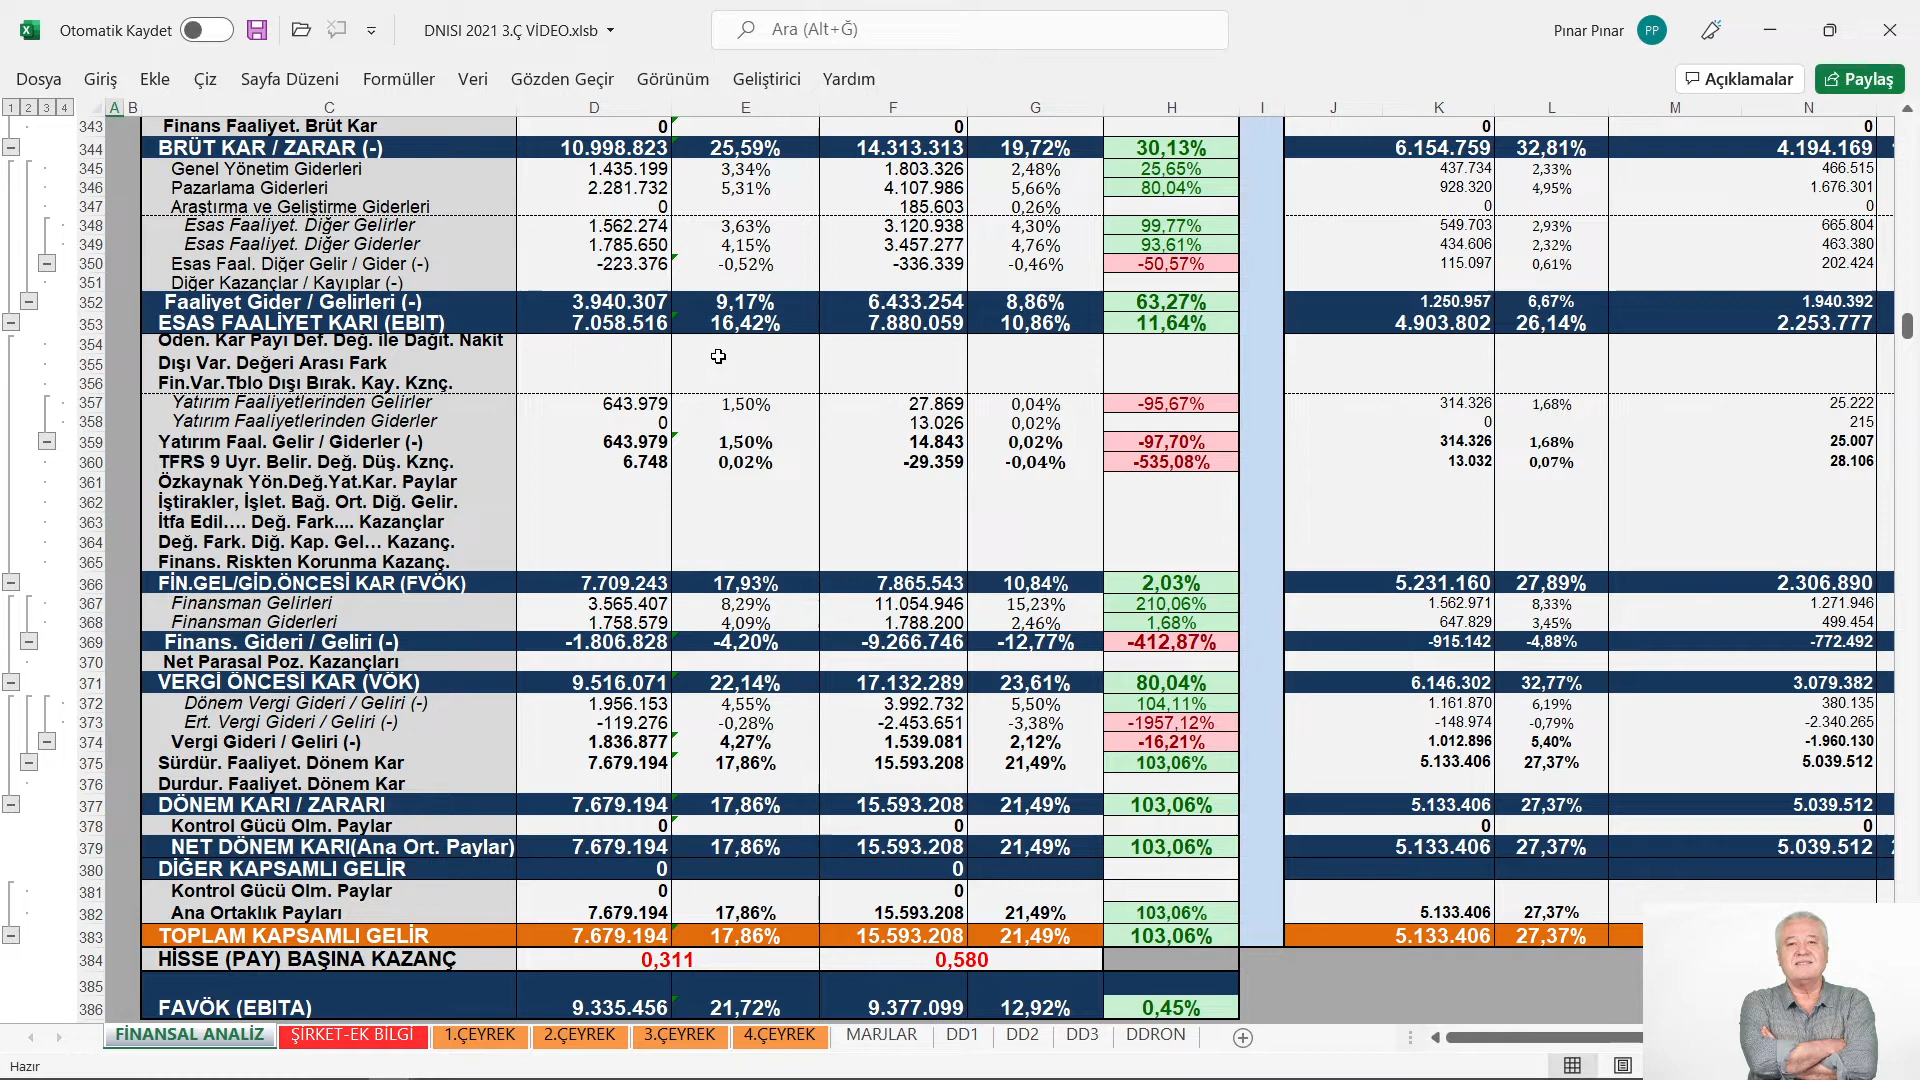 Otomatik Kaydet DNISI 2021 3.Ç VİDEO.xlsb Ara (Alt+Ğ) Pınar Pınar PP
Dosya Giriş Ekle Çiz Sayfa Düzeni Formüller Veri Gözden Geçir Görünüm Geliştirici Yardım Açıklamalar Paylaş
1 2 3 4 A B C D E F G H I J K L M N
343 Finans Faaliyet. Brüt Kar 0 0 0 0
344 BRÜT KAR / ZARAR (-) 10.998.823 25,59% 14.313.313 19,72% 30,13% 6.154.759 32,81% 4.194.169
345 Genel Yönetim Giderleri 1.435.199 3,34% 1.803.326 2,48% 25,65% 437.734 2,33% 466.515
346 Pazarlama Giderleri 2.281.732 5,31% 4.107.986 5,66% 80,04% 928.320 4,95% 1.676.301
347 Araştırma ve Geliştirme Giderleri 0 185.603 0,26% 0 0
348 Esas Faaliyet. Diğer Gelirler 1.562.274 3,63% 3.120.938 4,30% 99,77% 549.703 2,93% 665.804
349 Esas Faaliyet. Diğer Giderler 1.785.650 4,15% 3.457.277 4,76% 93,61% 434.606 2,32% 463.380
350 Esas Faal. Diğer Gelir / Gider (-) -223.376 -0,52% -336.339 -0,46% -50,57% 115.097 0,61% 202.424
351 Diğer Kazançlar / Kayıplar (-)
352 Faaliyet Gider / Gelirleri (-) 3.940.307 9,17% 6.433.254 8,86% 63,27% 1.250.957 6,67% 1.940.392
353 ESAS FAALİYET KARI (EBIT) 7.058.516 16,42% 7.880.059 10,86% 11,64% 4.903.802 26,14% 2.253.777
354 Öden. Kar Payı Def. Değ. ile Dağıt. Nakit
355 Dışı Var. Değeri Arası Fark
356 Fin.Var.Tblo Dışı Bırak. Kay. Kznç.
357 Yatırım Faaliyetlerinden Gelirler 643.979 1,50% 27.869 0,04% -95,67% 314.326 1,68% 25.222
358 Yatırım Faaliyetlerinden Giderler 0 13.026 0,02% 0 215
359 Yatırım Faal. Gelir / Giderler (-) 643.979 1,50% 14.843 0,02% -97,70% 314.326 1,68% 25.007
360 TFRS 9 Uyr. Belir. Değ. Düş. Kznç. 6.748 0,02% -29.359 -0,04% -535,08% 13.032 0,07% 28.106
361 Özkaynak Yön.Değ.Yat.Kar. Paylar
362 İştirakler, İşlet. Bağ. Ort. Diğ. Gelir.
363 İtfa Edil.... Değ. Fark.... Kazançlar
364 Değ. Fark. Diğ. Kap. Gel... Kazanç.
365 Finans. Riskten Korunma Kazanç.
366 FİN.GEL/GİD.ÖNCESİ KAR (FVÖK) 7.709.243 17,93% 7.865.543 10,84% 2,03% 5.231.160 27,89% 2.306.890
367 Finansman Gelirleri 3.565.407 8,29% 11.054.946 15,23% 210,06% 1.562.971 8,33% 1.271.946
368 Finansman Giderleri 1.758.579 4,09% 1.788.200 2,46% 1,68% 647.829 3,45% 499.454
369 Finans. Gideri / Geliri (-) -1.806.828 -4,20% -9.266.746 -12,77% -412,87% -915.142 -4,88% -772.492
370 Net Parasal Poz. Kazançları
371 VERGİ ÖNCESİ KAR (VÖK) 9.516.071 22,14% 17.132.289 23,61% 80,04% 6.146.302 32,77% 3.079.382
372 Dönem Vergi Gideri / Geliri (-) 1.956.153 4,55% 3.992.732 5,50% 104,11% 1.161.870 6,19% 380.135
373 Ert. Vergi Gideri / Geliri (-) -119.276 -0,28% -2.453.651 -3,38% -1957,12% -148.974 -0,79% -2.340.265
374 Vergi Gideri / Geliri (-) 1.836.877 4,27% 1.539.081 2,12% -16,21% 1.012.896 5,40% -1.960.130
375 Sürdür. Faaliyet. Dönem Kar 7.679.194 17,86% 15.593.208 21,49% 103,06% 5.133.406 27,37% 5.039.512
376 Durdur. Faaliyet. Dönem Kar
377 DÖNEM KARI / ZARARI 7.679.194 17,86% 15.593.208 21,49% 103,06% 5.133.406 27,37% 5.039.512
378 Kontrol Gücü Olm. Paylar 0 0 0 0
379 NET DÖNEM KARI(Ana Ort. Paylar) 7.679.194 17,86% 15.593.208 21,49% 103,06% 5.133.406 27,37% 5.039.512
380 DİĞER KAPSAMLI GELİR 0 0
381 Kontrol Gücü Olm. Paylar 0 0
382 Ana Ortaklık Payları 7.679.194 17,86% 15.593.208 21,49% 103,06% 5.133.406 27,37%
383 TOPLAM KAPSAMLI GELİR 7.679.194 17,86% 15.593.208 21,49% 103,06% 5.133.406 27,37%
384 HİSSE (PAY) BAŞINA KAZANÇ 0,311 0,580
385
386 FAVÖK (EBITA) 9.335.456 21,72% 9.377.099 12,92% 0,45%
FİNANSAL ANALİZ ŞİRKET-EK BİLGİ 1.ÇEYREK 2.ÇEYREK 3.ÇEYREK 4.ÇEYREK MARJLAR DD1 DD2 DD3 DDRON
Hazır